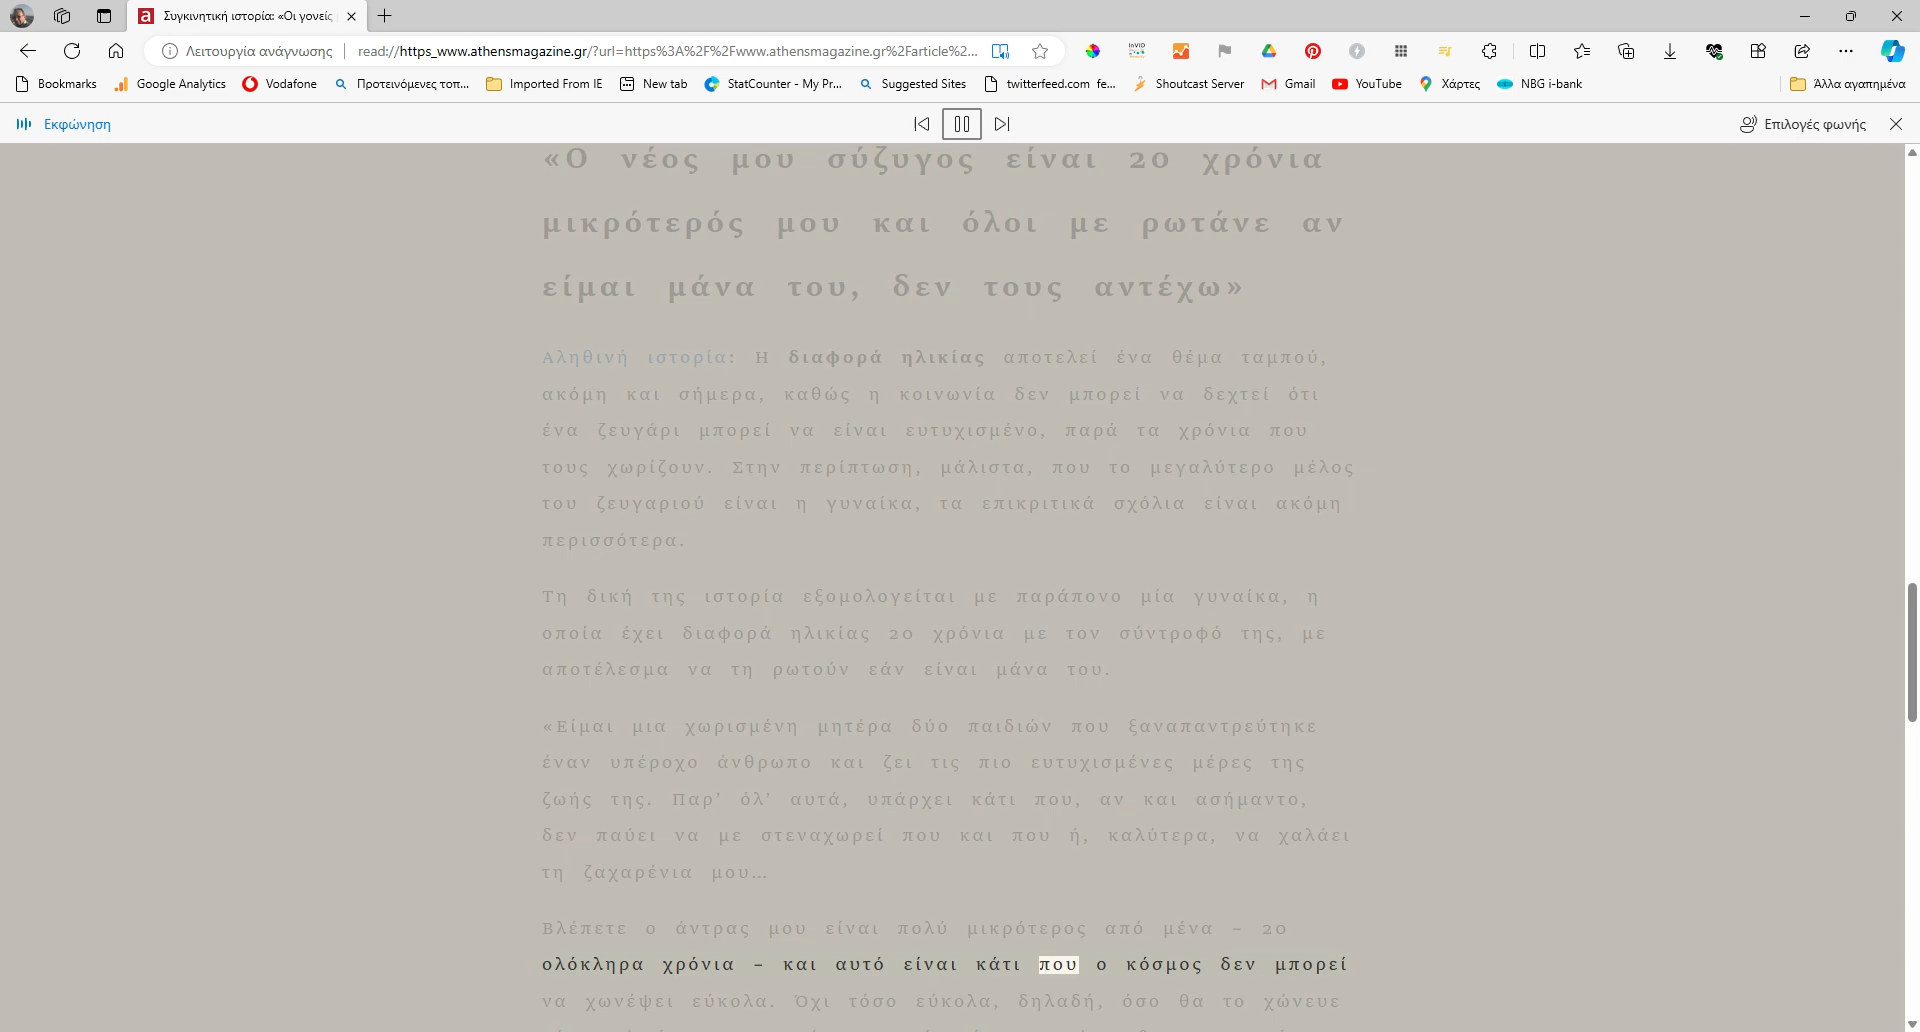 Συγκινητική ιστορία: «Οι γονείς
Λειτουργία ανάγνωσης
read://https_www.athensmagazine.gr/?url=https%3A%2F%2Fwww.athensmagazine.gr%2Farticle%2...
InVID
Bookmarks
Google Analytics
Vodafone
Προτεινόμενες τοπ...
Imported From IE
New tab
StatCounter - My Pr...
Suggested Sites
twitterfeed.com fe...
Shoutcast Server
Gmail
YouTube
Χάρτες
NBG i-bank
Άλλα αγαπημένα
Εκφώνηση
Επιλογές φωνής
«Ο νέος μου σύζυγος είναι 20 χρόνια
μικρότερός μου και όλοι με ρωτάνε αν
είμαι μάνα του, δεν τους αντέχω»
Αληθινή ιστορία: Η διαφορά ηλικίας αποτελεί ένα θέμα ταμπού,
ακόμη και σήμερα, καθώς η κοινωνία δεν μπορεί να δεχτεί ότι
ένα ζευγάρι μπορεί να είναι ευτυχισμένο, παρά τα χρόνια που
τους χωρίζουν. Στην περίπτωση, μάλιστα, που το μεγαλύτερο μέλος
του ζευγαριού είναι η γυναίκα, τα επικριτικά σχόλια είναι ακόμη
περισσότερα.
Τη δική της ιστορία εξομολογείται με παράπονο μία γυναίκα, η
οποία έχει διαφορά ηλικίας 20 χρόνια με τον σύντροφό της, με
αποτέλεσμα να τη ρωτούν εάν είναι μάνα του.
«Είμαι μια χωρισμένη μητέρα δύο παιδιών που ξαναπαντρεύτηκε
έναν υπέροχο άνθρωπο και ζει τις πιο ευτυχισμένες μέρες της
ζωής της. Παρ’ όλ’ αυτά, υπάρχει κάτι που, αν και ασήμαντο,
δεν παύει να με στεναχωρεί που και που ή, καλύτερα, να χαλάει
τη ζαχαρένια μου...
Βλέπετε ο άντρας μου είναι πολύ μικρότερος από μένα – 20
ολόκληρα χρόνια – και αυτό είναι κάτι που ο κόσμος δεν μπορεί
να χωνέψει εύκολα. Όχι τόσο εύκολα, δηλαδή, όσο θα το χώνευε